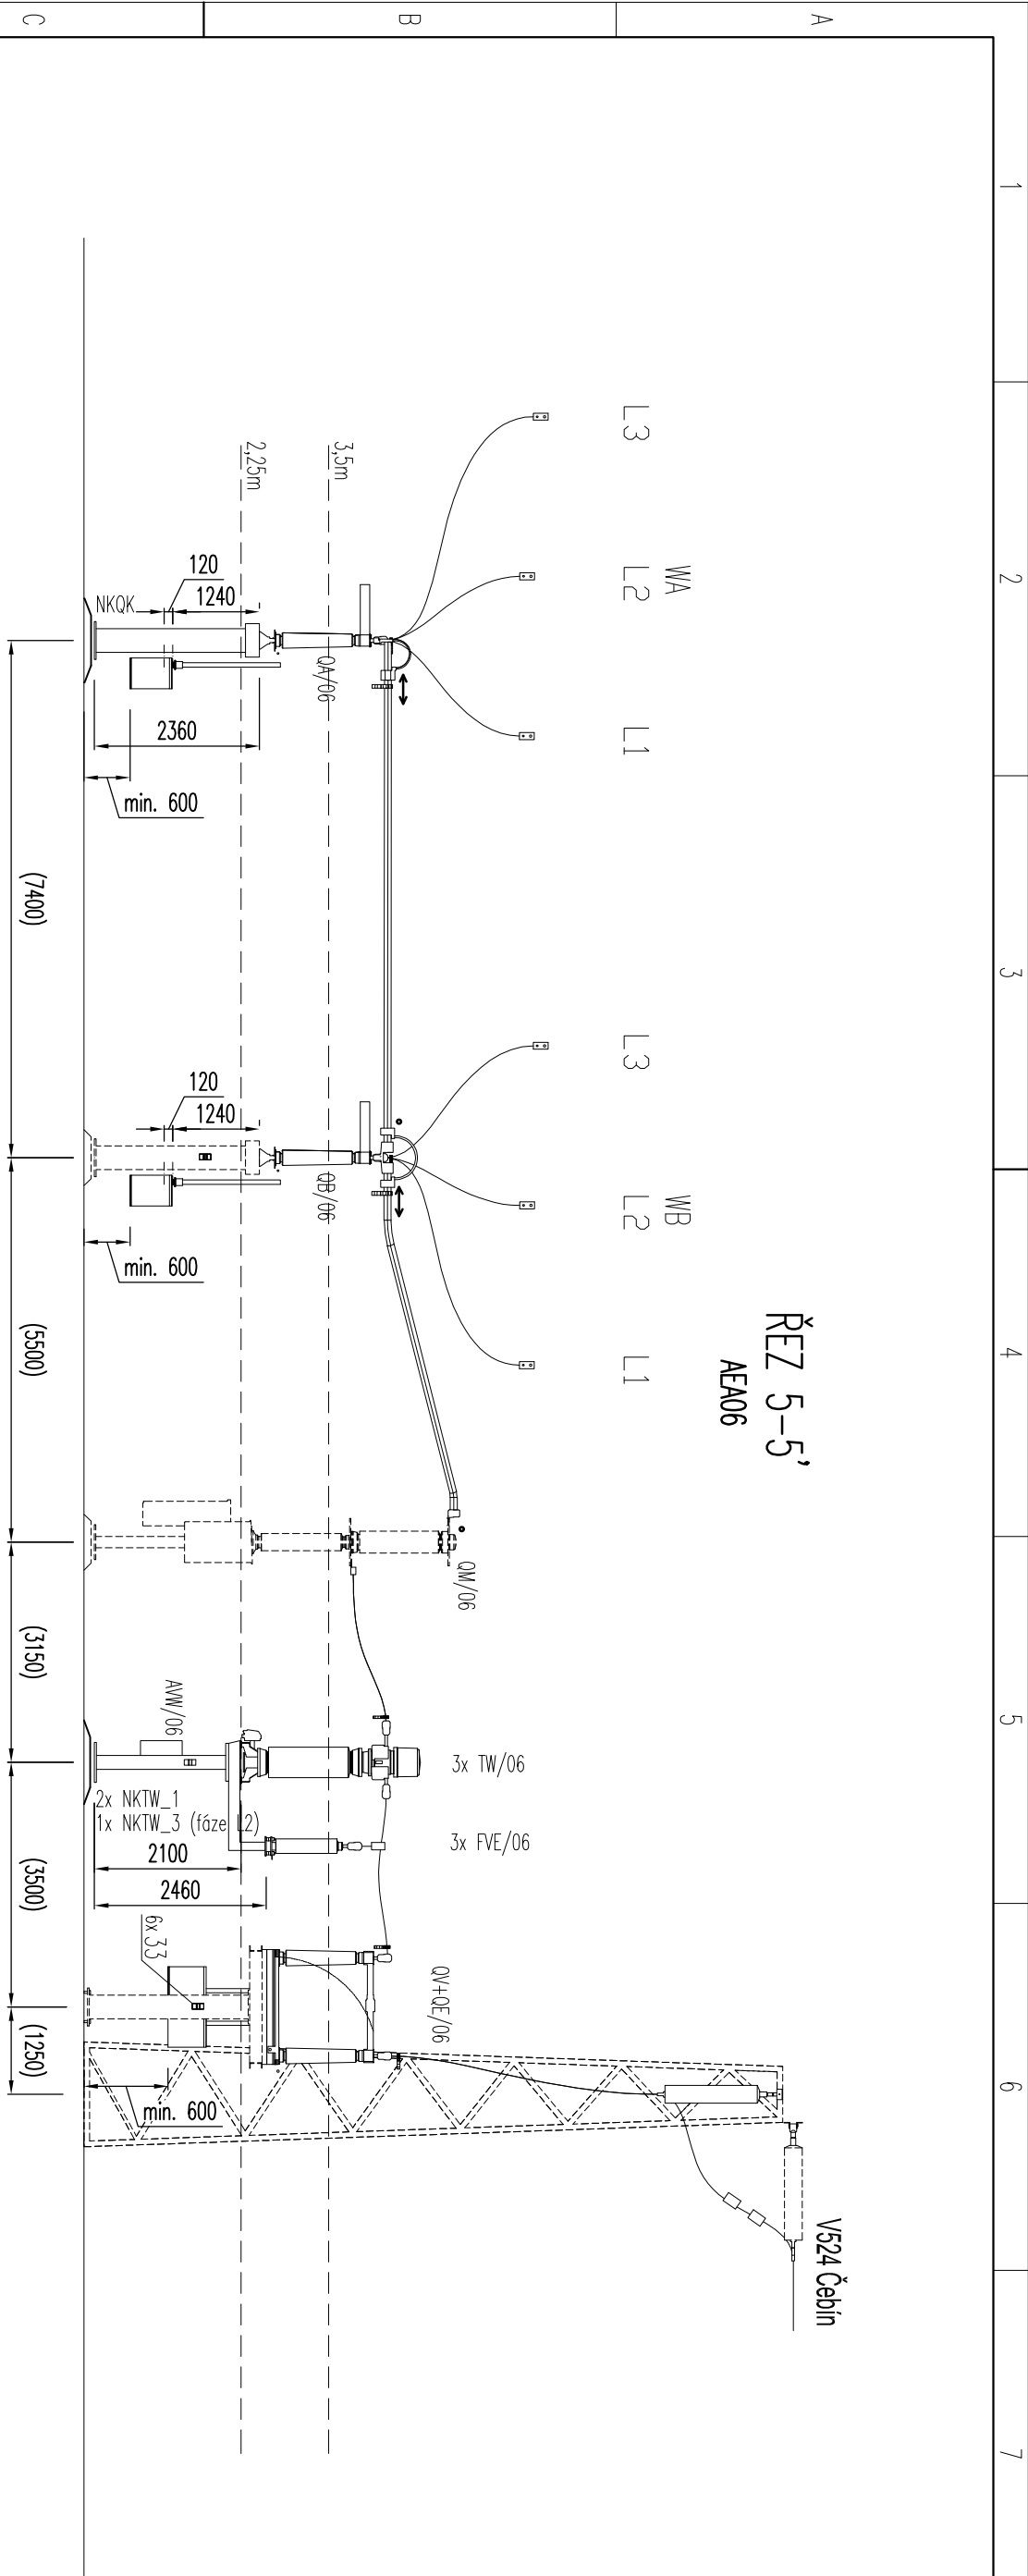 1
2
3
4
5
6
7
A
B
C
ŘEZ 5-5'
AEA06
WA
L3
L2
L1
WB
L3
L2
L1
V524 Čebín
3,5m
2,25m
QA/06
QB/06
QM/06
3x TW/06
3x FVE/06
QV+QE/06
NKQK
120
1240
2360
min. 600
120
1240
min. 600
AVW/06
2x NKTW_1
1x NKTW_3 (fáze L2)
2100
2460
6x 33
min. 600
(7400)
(5500)
(3150)
(3500)
(1250)